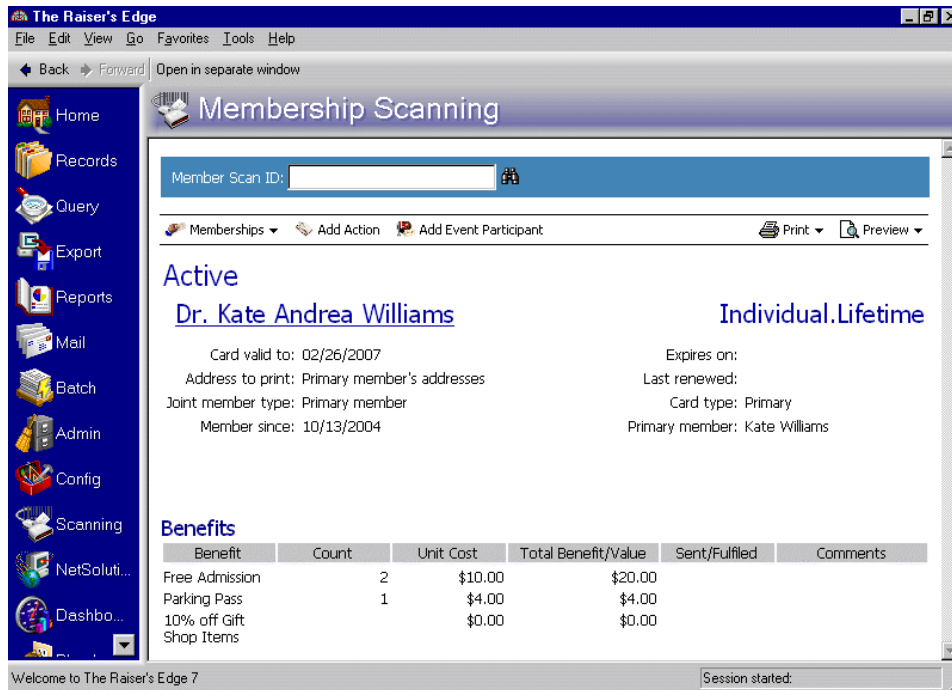 The Raiser's Edge
File Edit View Go Favorites Tools Help
Back Forward Open in separate window
Home
Records
Query
Export
Reports
Mail
Batch
Admin
Config
Scanning
NetSoluti...
Dashbo...
Membership Scanning
Member Scan ID:
Memberships Add Action Add Event Participant Print Preview
Active
Dr. Kate Andrea Williams Individual.Lifetime
Card valid to: 02/26/2007 Expires on:
Address to print: Primary member's addresses Last renewed:
Joint member type: Primary member Card type: Primary
Member since: 10/13/2004 Primary member: Kate Williams
Benefits
Benefit Count Unit Cost Total Benefit/Value Sent/Fulfiled Comments
Free Admission 2 $10.00 $20.00
Parking Pass 1 $4.00 $4.00
10% off Gift $0.00 $0.00
Shop Items
Welcome to The Raiser's Edge 7 Session started: